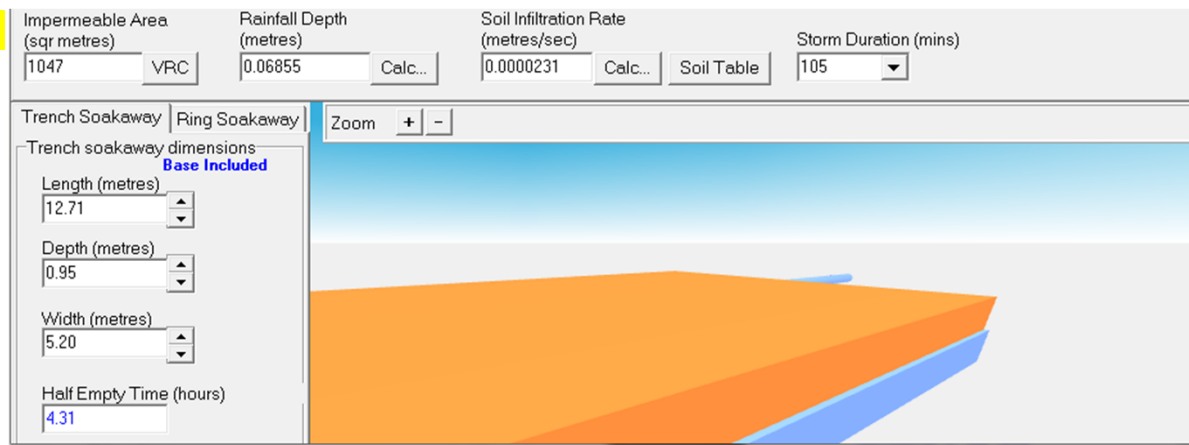 Impermeable Area
(sqr metres)
1047
VRC
Rainfall Depth
(metres)
0.06855
Calc...
Soil Infiltration Rate
(metres/sec)
0.0000231
Calc...
Soil Table
Storm Duration (mins)
105
Trench Soakaway
Ring Soakaway
Zoom
+
-
Trench soakaway dimensions
Base Included
Length (metres)
12.71
Depth (metres)
0.95
Width (metres)
5.20
Half Empty Time (hours)
4.31